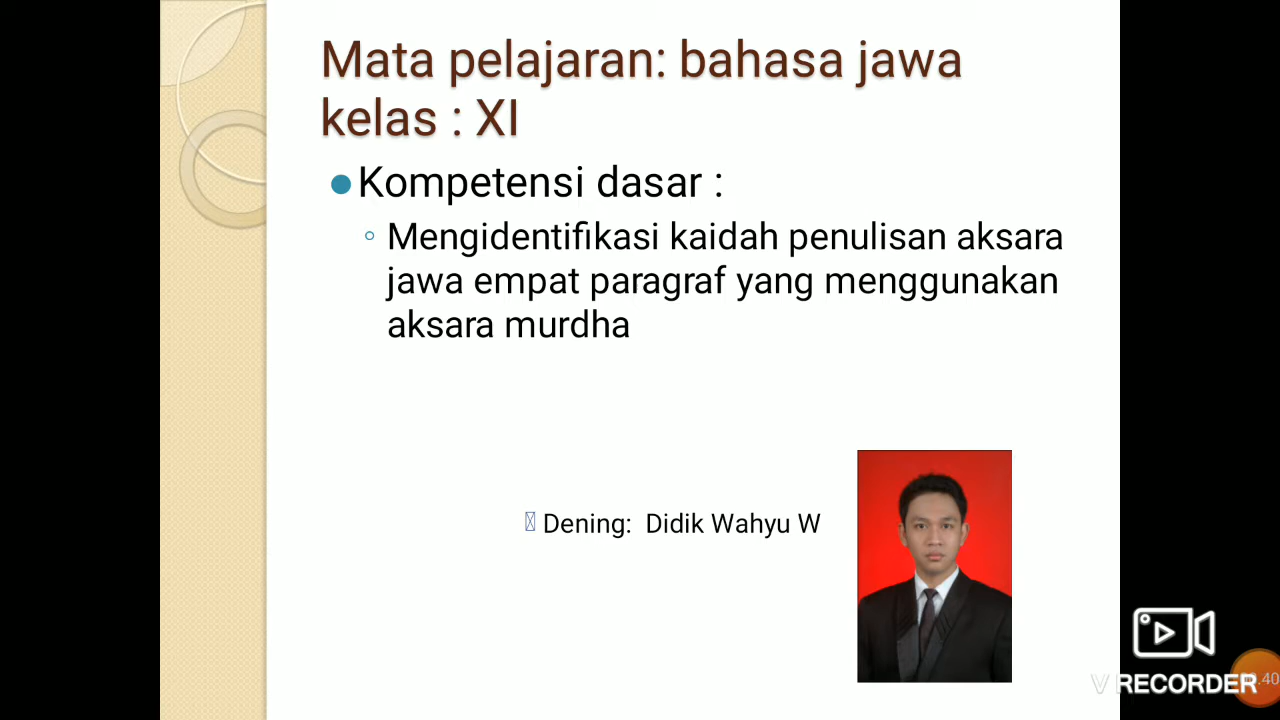 Mata pelajaran: bahasa jawa
kelas : XI
Kompetensi dasar :
Mengidentifikasi kaidah penulisan aksara
jawa empat paragraf yang menggunakan
aksara murdha
Dening: Didik Wahyu W
V RECORDER